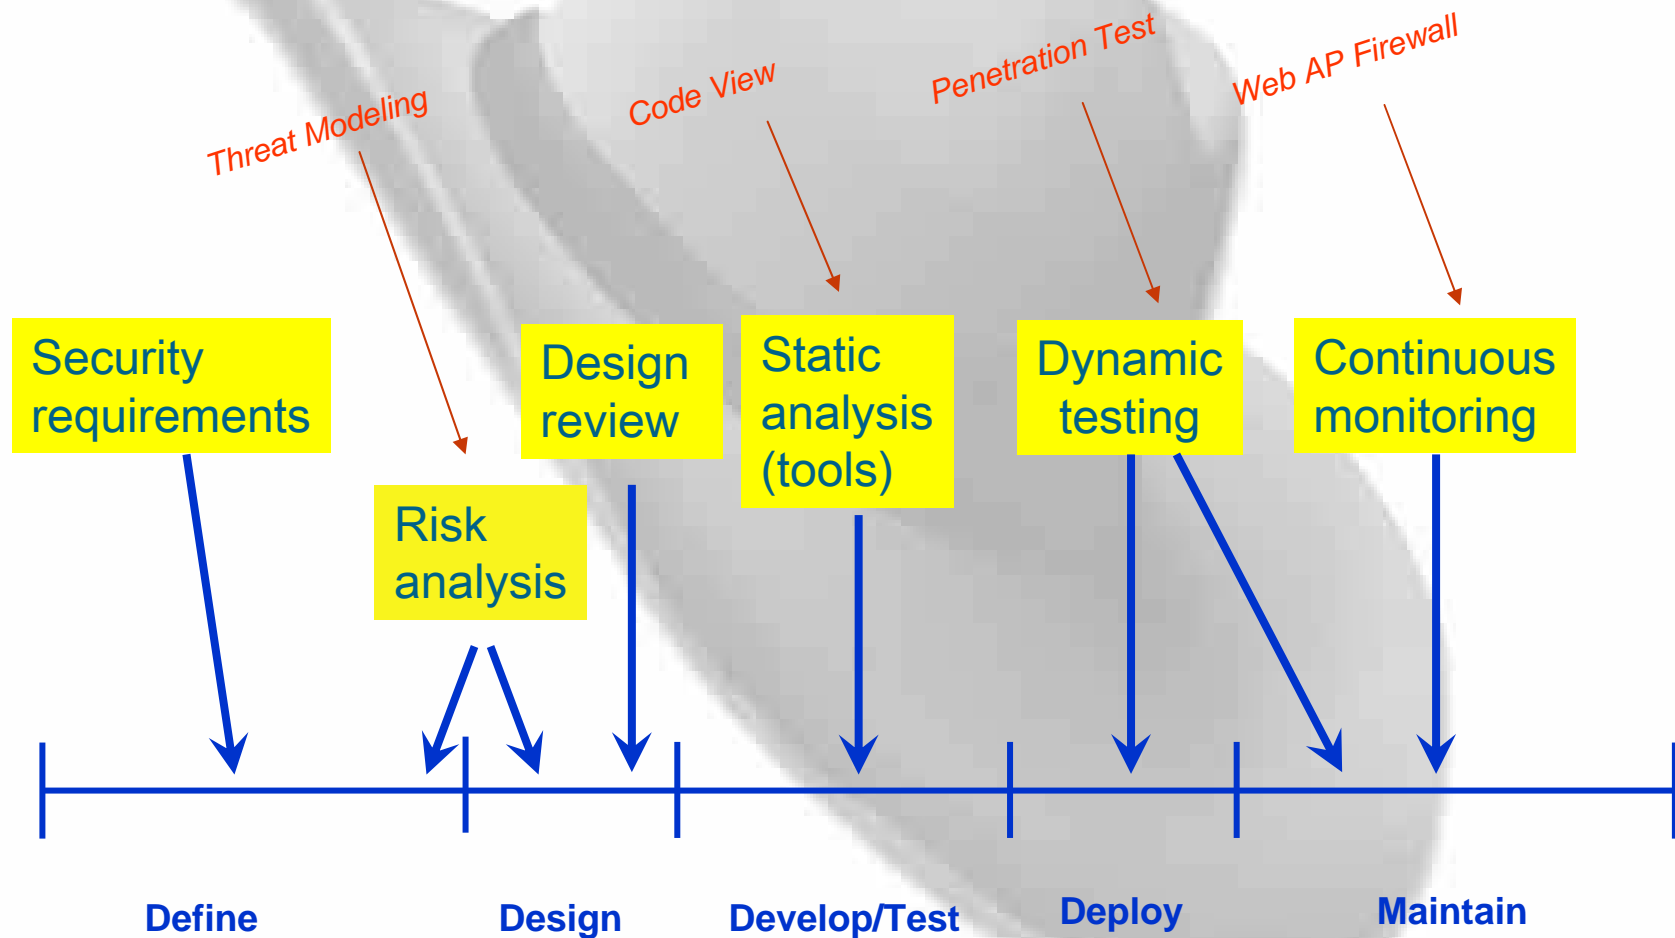 Threat Modeling
Code View
Penetration Test
Web AP Firewall
Security
requirements
Risk
analysis
Design
review
Static
analysis
(tools)
Dynamic
testing
Continuous
monitoring
Define
Design
Develop/Test
Deploy
Maintain